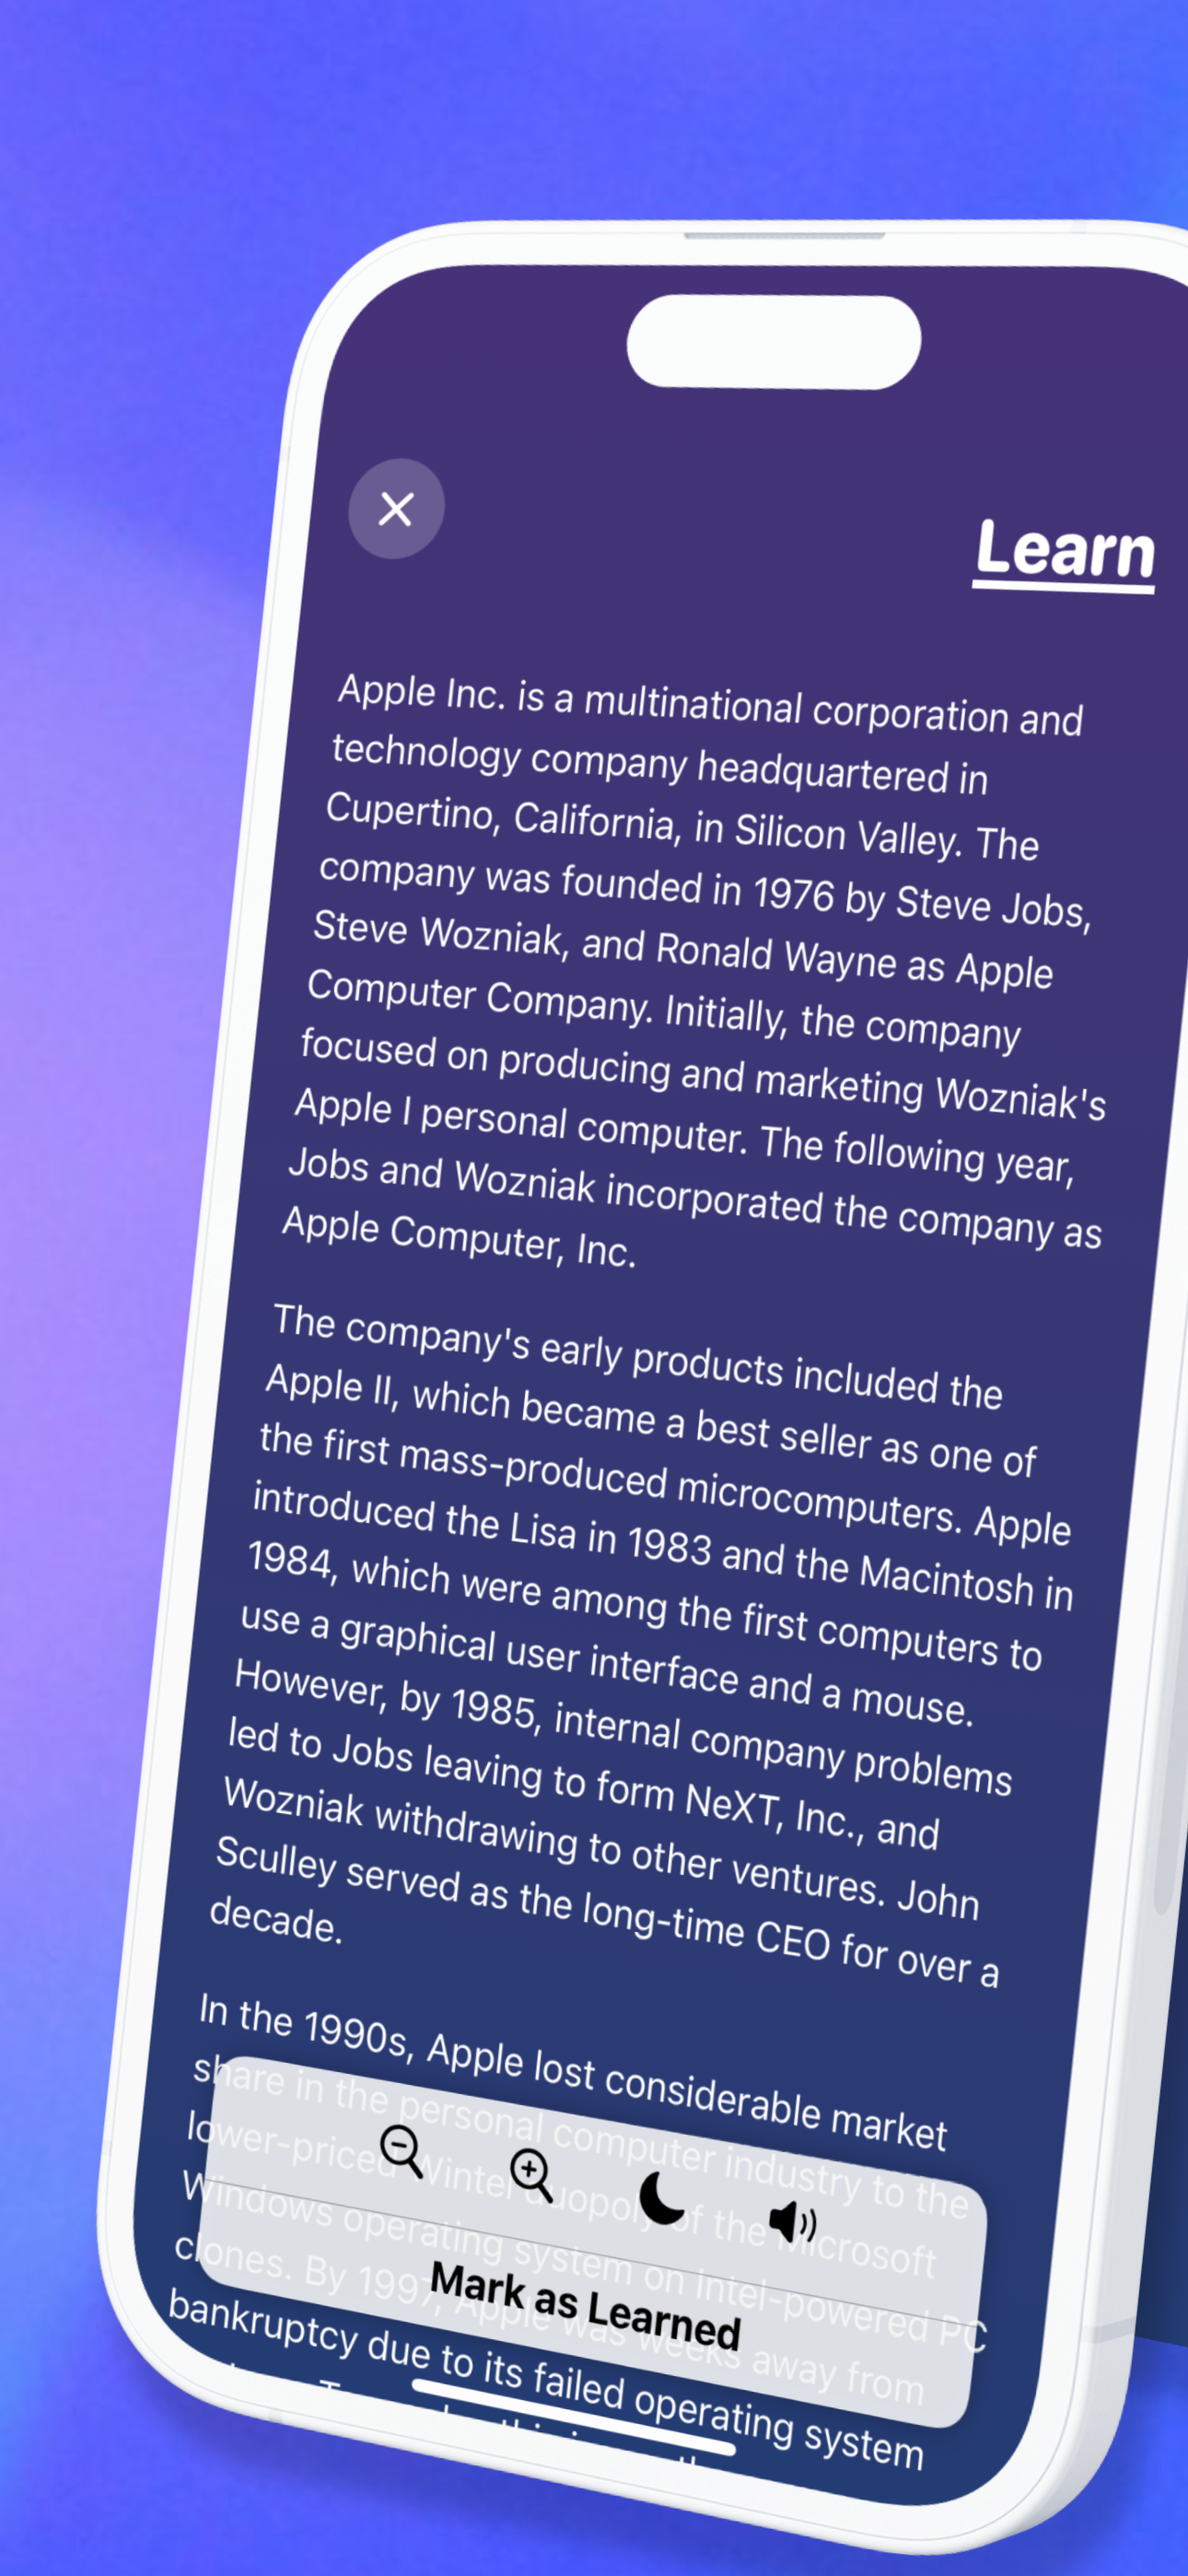 Learn
Apple Inc. is a multinational corporation and
technology company headquartered in
Cupertino, California, in Silicon Valley. The
company was founded in 1976 by Steve Jobs,
Steve Wozniak, and Ronald Wayne as Apple
Computer Company. Initially, the company
focused on producing and marketing Wozniak's
Apple I personal computer. The following year,
Jobs and Wozniak incorporated the company as
Apple Computer, Inc.
The company's early products included the
Apple II, which became a best seller as one of
the first mass-produced microcomputers. Apple
introduced the Lisa in 1983 and the Macintosh in
1984, which were among the first computers to
use a graphical user interface and a mouse.
However, by 1985, internal company problems
led to Jobs leaving to form NeXT, Inc., and
Wozniak withdrawing to other ventures. John
Sculley served as the long-time CEO for over a
decade.
In the 1990s, Apple lost considerable market
share in the personal computer industry to the
lower-priced Wintel duopoly of the Microsoft
Windows operating system on Intel-powered PC
clones. By 1997, Apple was weeks away from
bankruptcy due to its failed operating system
Mark as Learned